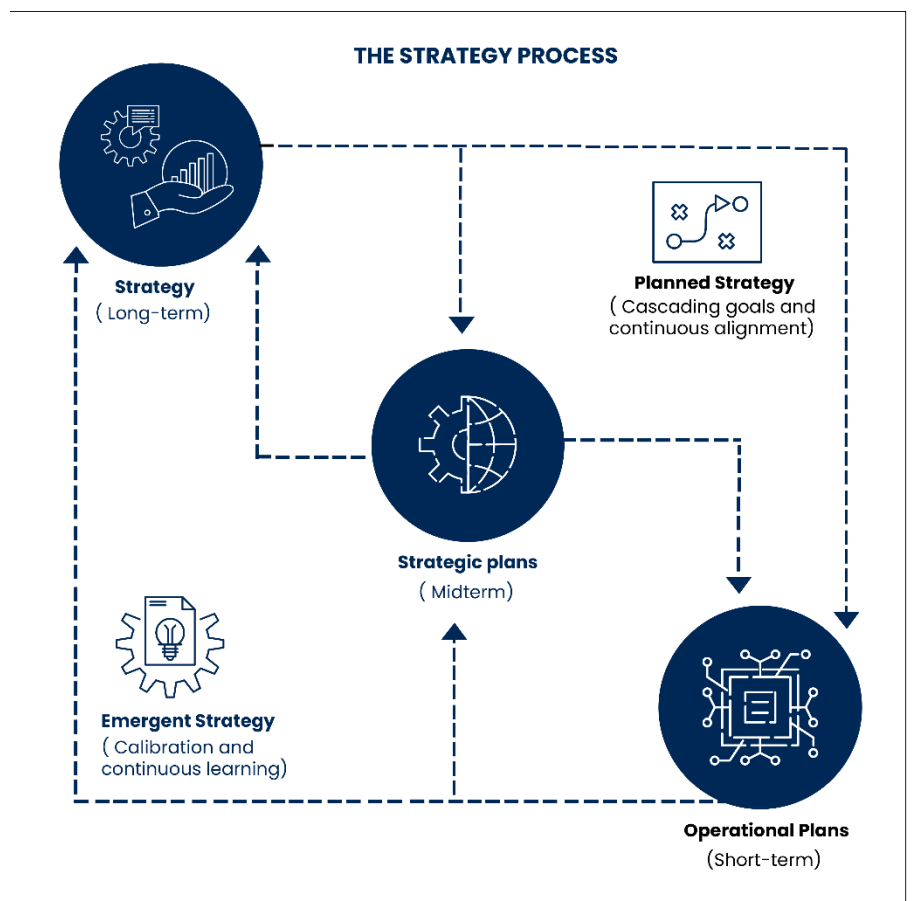 THE STRATEGY PROCESS
Strategy
( Long-term)
Planned Strategy
( Cascading goals and
continuous alignment)
Strategic plans
( Midterm)
Emergent Strategy
( Calibration and
continuous learning)
Operational Plans
(Short-term)